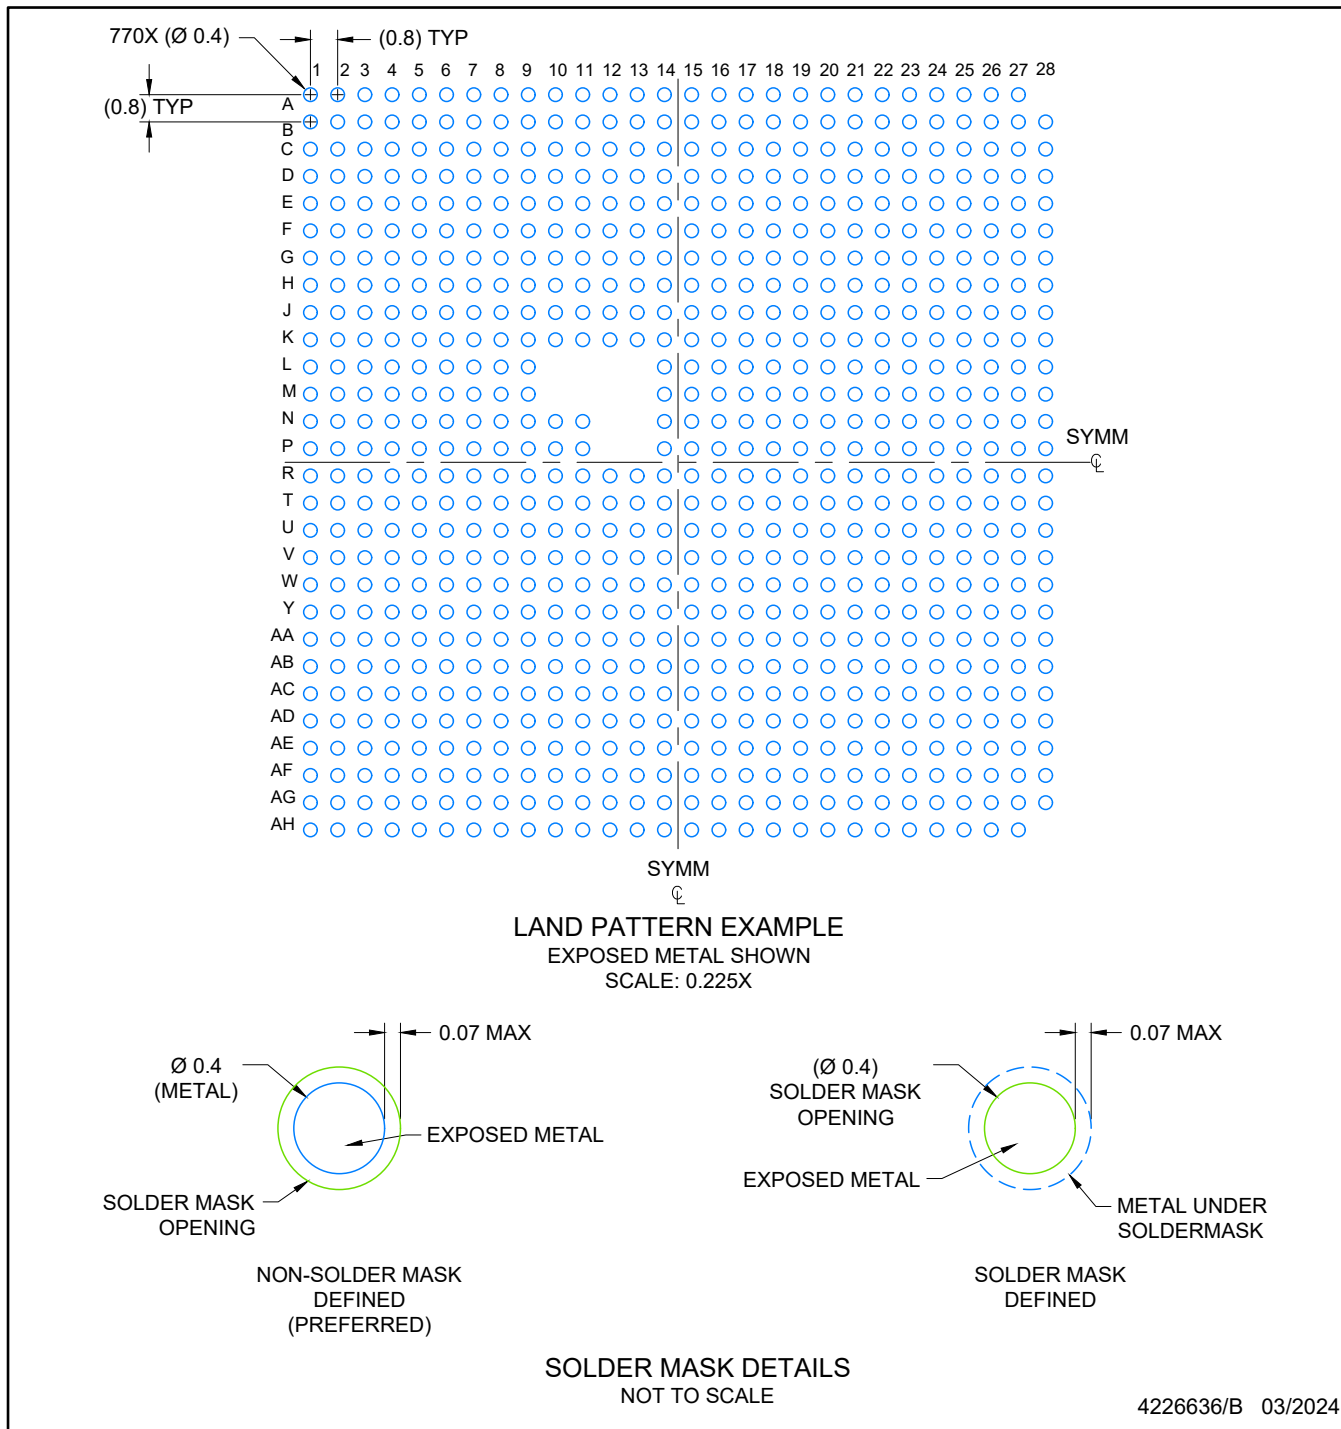 770X (Ø 0.4)
(0.8) TYP
1 2 3 4 5 6 7 8 9 10 11 12 13 14 15 16 17 18 19 20 21 22 23 24 25 26 27 28
(0.8) TYP
A
B
C
D
E
F
G
H
J
K
L
M
N
P
SYMM
R
T
U
V
W
Y
AA
AB
AC
AD
AE
AF
AG
AH
SYMM
LAND PATTERN EXAMPLE
EXPOSED METAL SHOWN
SCALE: 0.225X
0.07 MAX
Ø 0.4
(METAL)
EXPOSED METAL
SOLDER MASK
OPENING
NON-SOLDER MASK
DEFINED
(PREFERRED)
0.07 MAX
(Ø 0.4)
SOLDER MASK
OPENING
EXPOSED METAL
METAL UNDER
SOLDERMASK
SOLDER MASK
DEFINED
SOLDER MASK DETAILS
NOT TO SCALE
4226636/B 03/2024